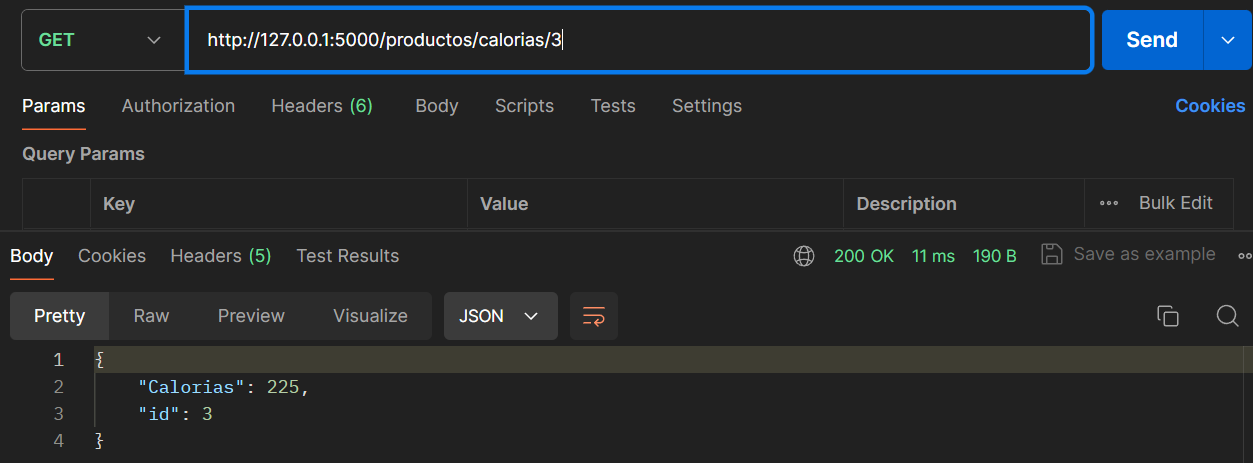 GET http://127.0.0.1:5000/productos/calorias/3 Send
Params Authorization Headers (6) Body Scripts Tests Settings Cookies
Query Params
Key Value Description Bulk Edit
Body Cookies Headers (5) Test Results 200 OK 11 ms 190 B Save as example
Pretty Raw Preview Visualize JSON
1 {
2 "Calorias": 225,
3 "id": 3
4 }